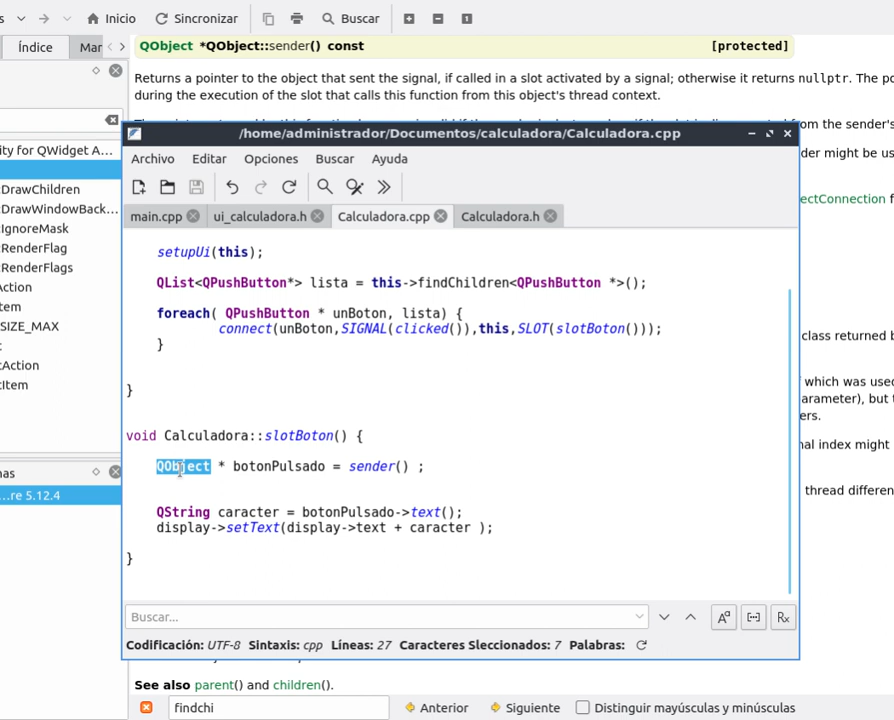 s Inicio Sincronizar Buscar
Índice Mar
QObject *QObject::sender() const [protected]
Returns a pointer to the object that sent the signal, if called in a slot activated by a signal; otherwise it returns nullptr. The po
during the execution of the slot that calls this function from this object's thread context.
from the sender's
ity for QWidget A...
der might be us
:DrawChildren
:DrawWindowBack...
:IgnoreMask
:RenderFlag
:RenderFlags
Action
tem
SIZE_MAX
:
tAction
tItem
nas
...re 5.12.4
ectConnection f
class returned b
which was used
arameter), but t
ers.
nal index might
thread differen
/home/administrador/Documentos/calculadora/Calculadora.cpp
Archivo Editar Opciones Buscar Ayuda
main.cpp ui_calculadora.h Calculadora.cpp Calculadora.h
setupUi(this);
QList<QPushButton*> lista = this->findChildren<QPushButton *>();
foreach( QPushButton * unBoton, lista) {
connect(unBoton,SIGNAL(clicked()),this,SLOT(slotBoton()));
}
}
void Calculadora::slotBoton() {
QObject * botonPulsado = sender() ;
QString caracter = botonPulsado->text();
display->setText(display->text + caracter );
}
Buscar...
Codificación: UTF-8 Sintaxis: cpp Líneas: 27 Caracteres Sleccionados: 7 Palabras:
See also parent() and children().
findchi Anterior Siguiente Distinguir mayúsculas y minúsculas